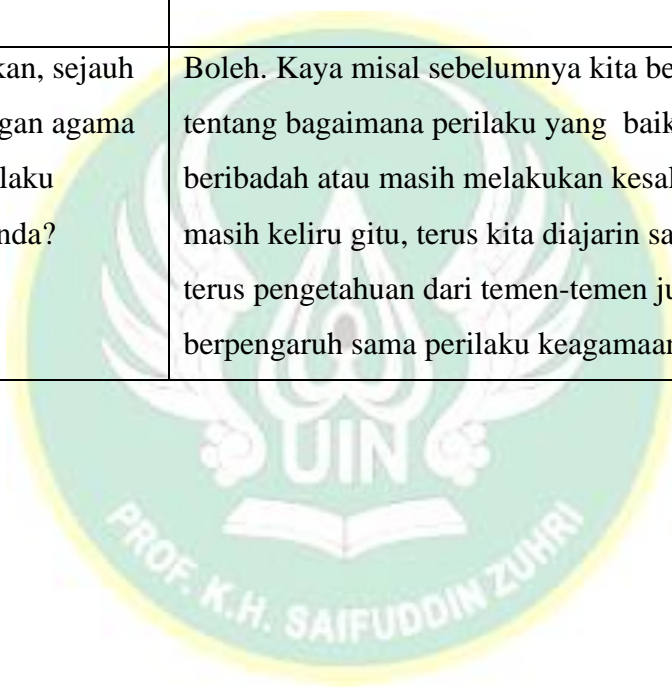 kan, sejauh
gan agama
laku
nda?
Boleh. Kaya misal sebelumnya kita be
tentang bagaimana perilaku yang baik
beribadah atau masih melakukan kesal
masih keliru gitu, terus kita diajarin sa
terus pengetahuan dari temen-temen ju
berpengaruh sama perilaku keagamaan
UIN
PROF. K.H. SAIFUDDIN ZUHRI